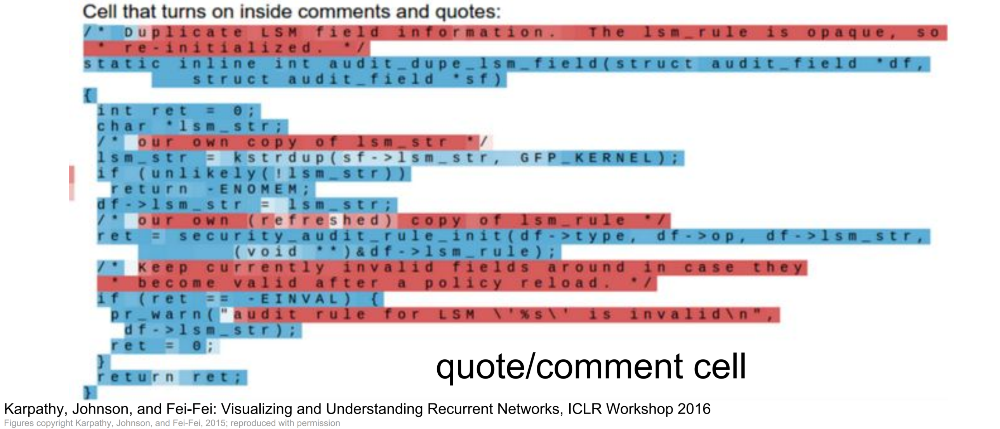 Cell that turns on inside comments and quotes:
/* Duplicate LSM field information.  The lsm_rule is opaque, so
 * re-initialized. */
static inline int audit_dupe_lsm_field(struct audit_field *df,
        struct audit_field *sf)
{
 int ret = 0;
 char *lsm_str;
 /* our own copy of lsm_str */
 lsm_str = kstrdup(sf->lsm_str, GFP_KERNEL);
 if (unlikely(!lsm_str))
  return -ENOMEM;
 df->lsm_str = lsm_str;
 /* our own (refreshed) copy of lsm_rule */
 ret = security_audit_rule_init(df->type, df->op, df->lsm_str,
           (void **)&df->lsm_rule);
 /* Keep currently invalid fields around in case they
  * become valid after a policy reload. */
 if (ret == -EINVAL) {
  pr_warn("audit rule for LSM \'%s\' is invalid\n",
   df->lsm_str);
  ret = 0;
 }
 return ret;
}
quote/comment cell
Karpathy, Johnson, and Fei-Fei: Visualizing and Understanding Recurrent Networks, ICLR Workshop 2016
Figures copyright Karpathy, Johnson, and Fei-Fei, 2015; reproduced with permission